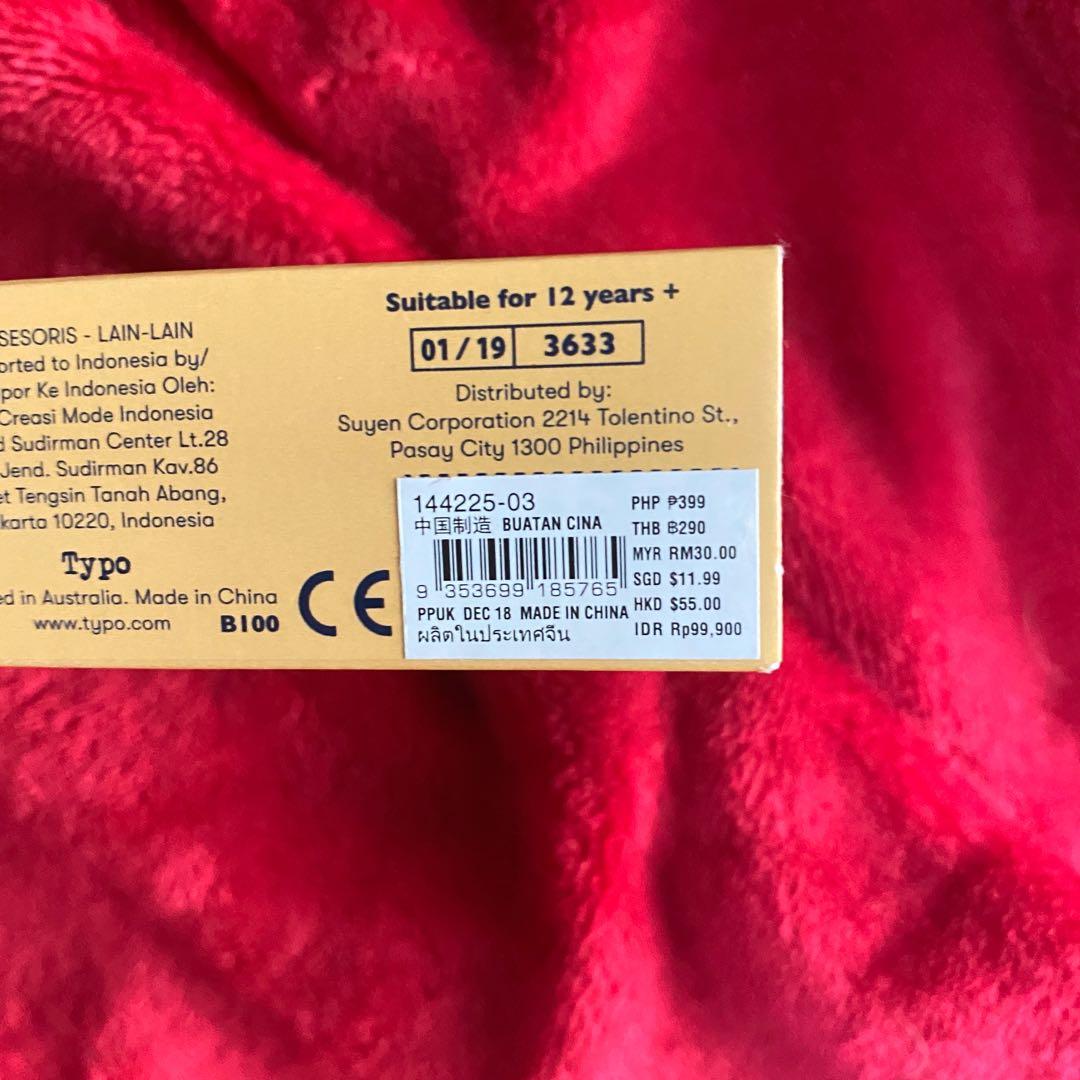 SESORIS - LAIN-LAIN
orted to Indonesia by/
por Ke Indonesia Oleh:
Creasi Mode Indonesia
d Sudirman Center Lt.28
Jend. Sudirman Kav.86
et Tengsin Tanah Abang,
karta 10220, Indonesia
Typo
ed in Australia. Made in China
www.typo.com B100
CE
Suitable for 12 years +
01/19 3633
Distributed by:
Suyen Corporation 2214 Tolentino St.,
Pasay City 1300 Philippines
144225-03
中国制造 BUATAN CINA
9 353699 185765
PPUK DEC 18 MADE IN CHINA
ผลิตในประเทศจีน
PHP ₱399
THB ฿290
MYR RM30.00
SGD $11.99
HKD $55.00
IDR Rp99,900